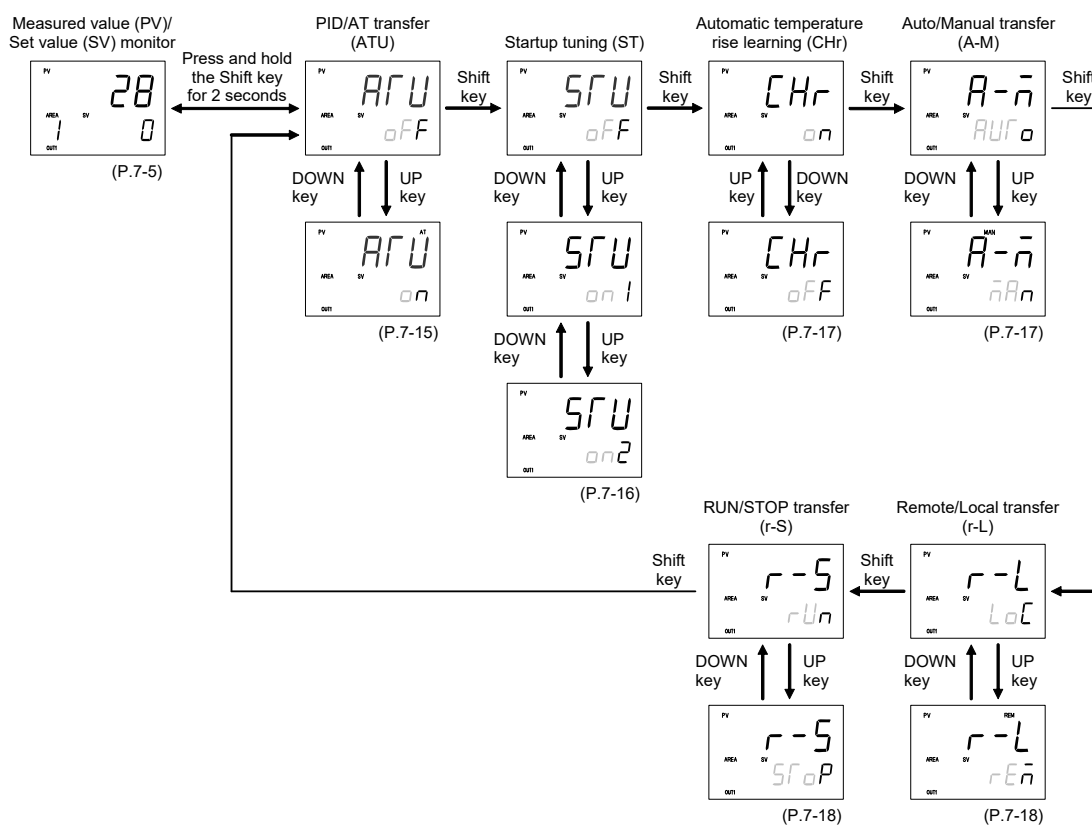 Measured value (PV)/
Set value (SV) monitor
PV
28
AREA SV
1 0
OUT1
(P.7-5)
Press and hold
the Shift key
for 2 seconds
PID/AT transfer
(ATU)
PV
ATU
AREA SV
oFF
OUT1
DOWN
key
UP
key
PV AT
ATU
AREA SV
on
OUT1
(P.7-15)
Shift
key
Startup tuning (ST)
PV
STU
AREA SV
oFF
OUT1
DOWN
key
UP
key
PV
STU
AREA SV
on1
OUT1
DOWN
key
UP
key
PV
STU
AREA SV
on2
OUT1
(P.7-16)
Shift
key
Automatic temperature
rise learning (CHr)
PV
CHr
AREA SV
on
OUT1
UP
key
DOWN
key
PV
CHr
AREA SV
oFF
OUT1
(P.7-17)
Shift
key
Auto/Manual transfer
(A-M)
PV
A-M
AREA SV
AUTo
OUT1
DOWN
key
UP
key
PV MAN
A-M
AREA SV
MAn
OUT1
(P.7-17)
Shift
key
Remote/Local transfer
(r-L)
PV
r-L
AREA SV
LoC
OUT1
DOWN
key
UP
key
PV REM
r-L
AREA SV
rEM
OUT1
(P.7-18)
Shift
key
RUN/STOP transfer
(r-S)
PV
r-S
AREA SV
rUn
OUT1
DOWN
key
UP
key
PV
r-S
AREA SV
SToP
OUT1
(P.7-18)
Shift
key